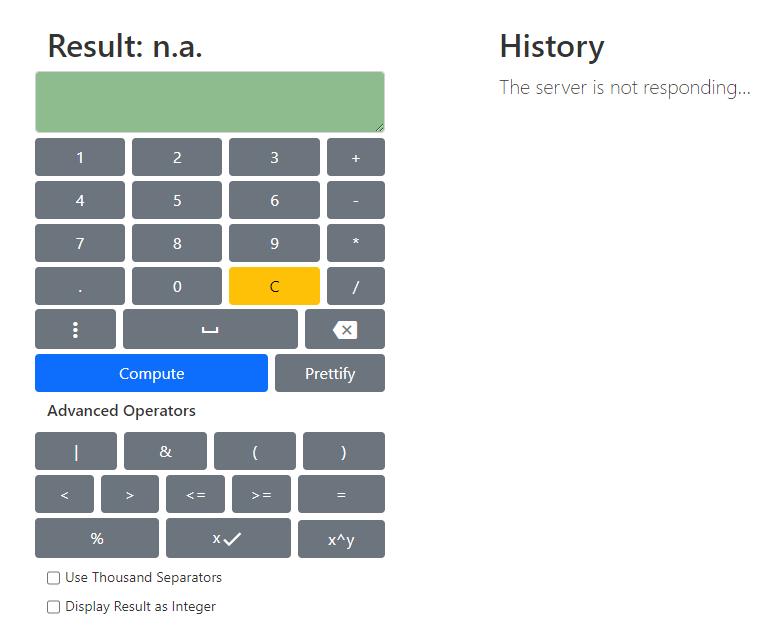 Result: n.a.
History
The server is not responding...
1 2 3 +
4 5 6 -
7 8 9 *
. 0 C /
Compute Prettify
Advanced Operators
| & ( )
< > <= >= =
% x x^y
Use Thousand Separators
Display Result as Integer